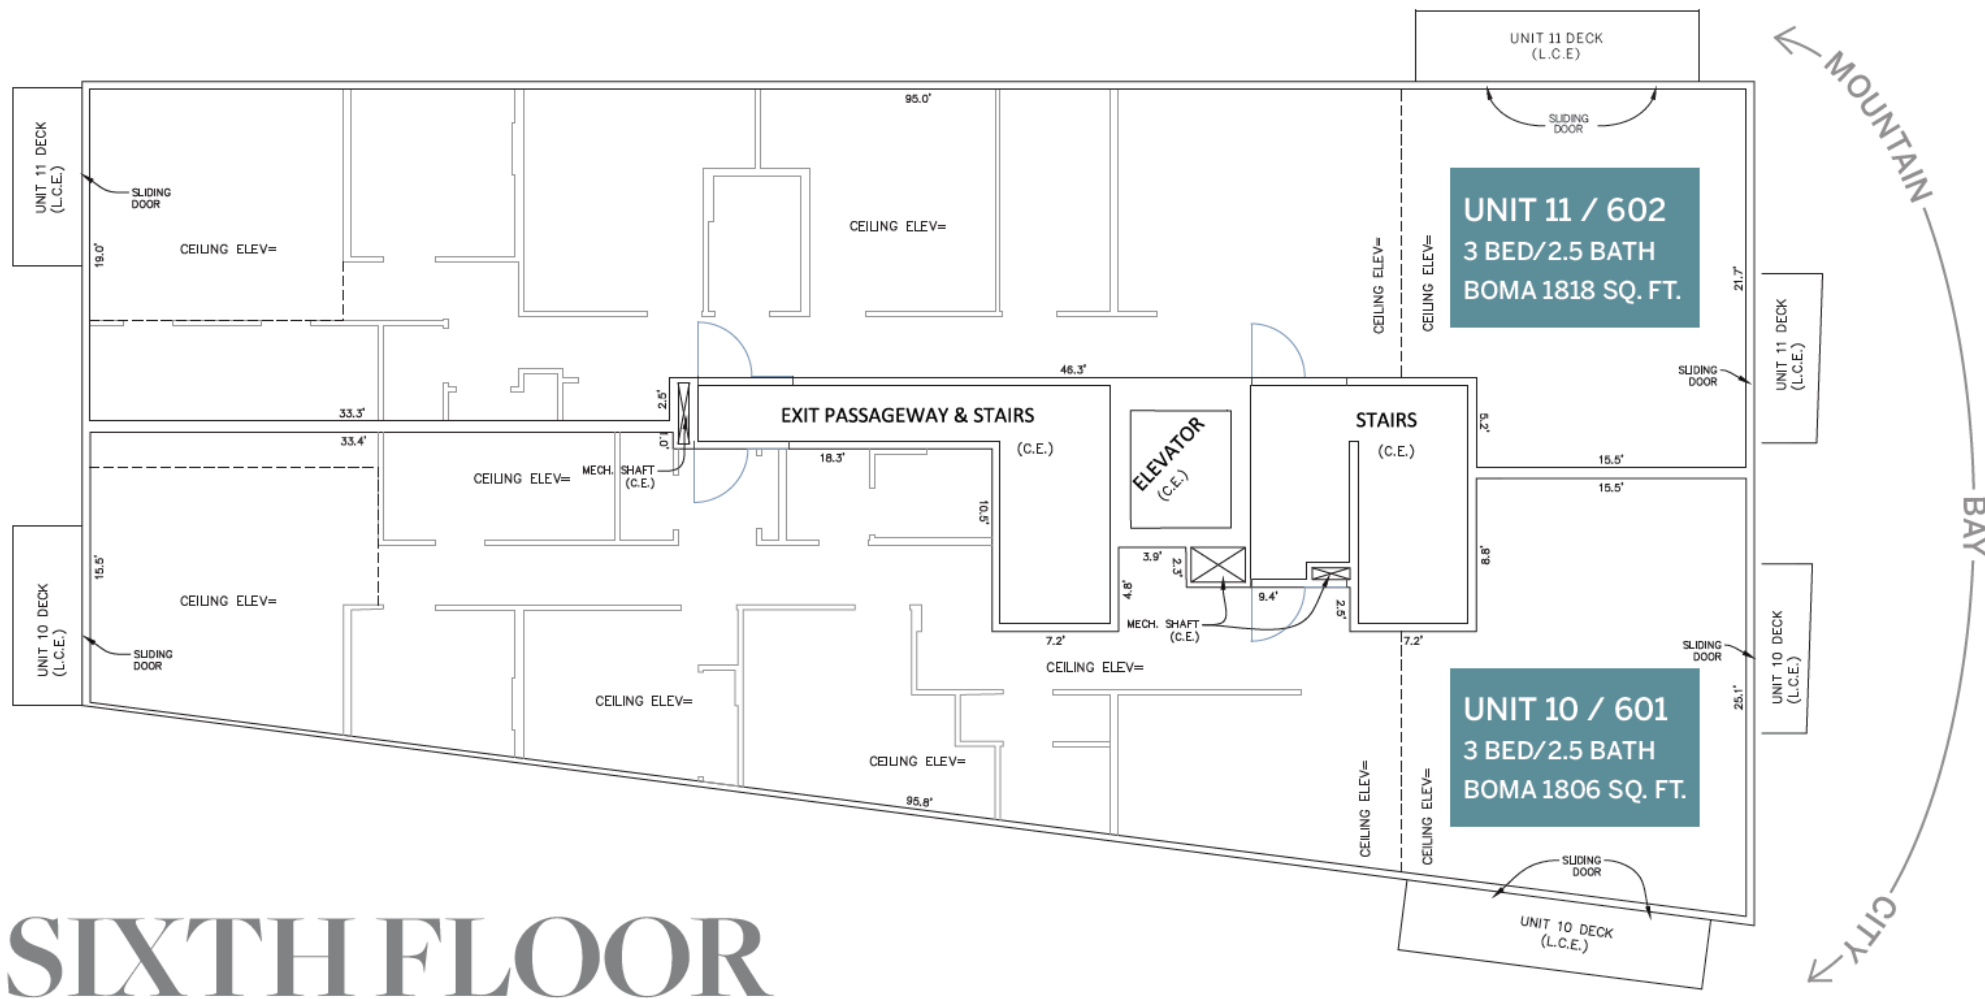 UNIT 11 DECK
(L.C.E)
MOUNTAIN
95.0'
SLIDING
DOOR
UNIT 11 DECK
(L.C.E.)
SLIDING
DOOR
19.0'
CEILING ELEV=
CEILING ELEV=
CEILING ELEV=
CEILING ELEV=
UNIT 11 / 602
3 BED/2.5 BATH
BOMA 1818 SQ. FT.
21.7'
UNIT 11 DECK
(L.C.E.)
SLIDING
DOOR
46.3'
2.5'
33.3'
33.4'
EXIT PASSAGEWAY & STAIRS
(C.E.)
ELEVATOR
(C.E.)
STAIRS
(C.E.)
5.2'
15.5'
15.5'
18.3'
CEILING ELEV=
MECH. SHAFT
(C.E.)
10.5'
BAY
15.5'
3.9'
2.3'
4.8'
9.4'
2.5'
8.8'
UNIT 10 DECK
(L.C.E.)
CEILING ELEV=
SLIDING
DOOR
MECH. SHAFT
(C.E.)
7.2'
7.2'
CEILING ELEV=
CEILING ELEV=
CEILING ELEV=
95.8'
CEILING ELEV=
CEILING ELEV=
SLIDING
DOOR
UNIT 10 DECK
(L.C.E.)
UNIT 10 / 601
3 BED/2.5 BATH
BOMA 1806 SQ. FT.
25.1'
SLIDING
DOOR
UNIT 10 DECK
(L.C.E.)
CITY
SIXTH FLOOR